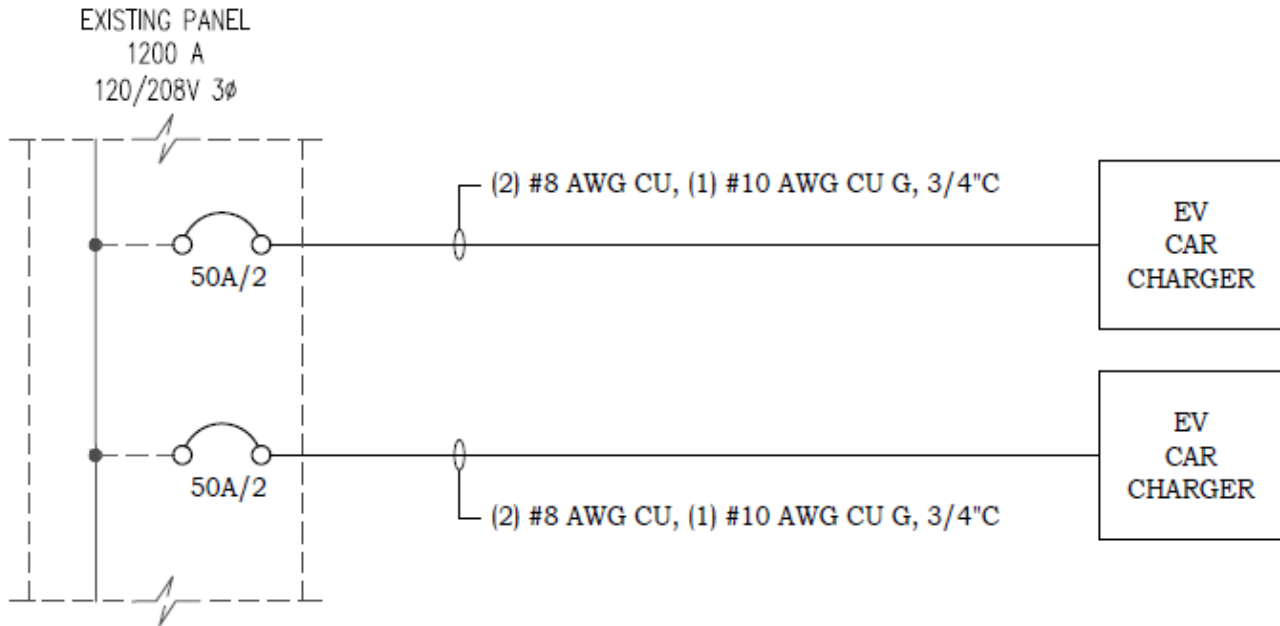 EXISTING PANEL
1200 A
120/208V 3ø
(2) #8 AWG CU, (1) #10 AWG CU G, 3/4"C
50A/2
EV
CAR
CHARGER
50A/2
(2) #8 AWG CU, (1) #10 AWG CU G, 3/4"C
EV
CAR
CHARGER